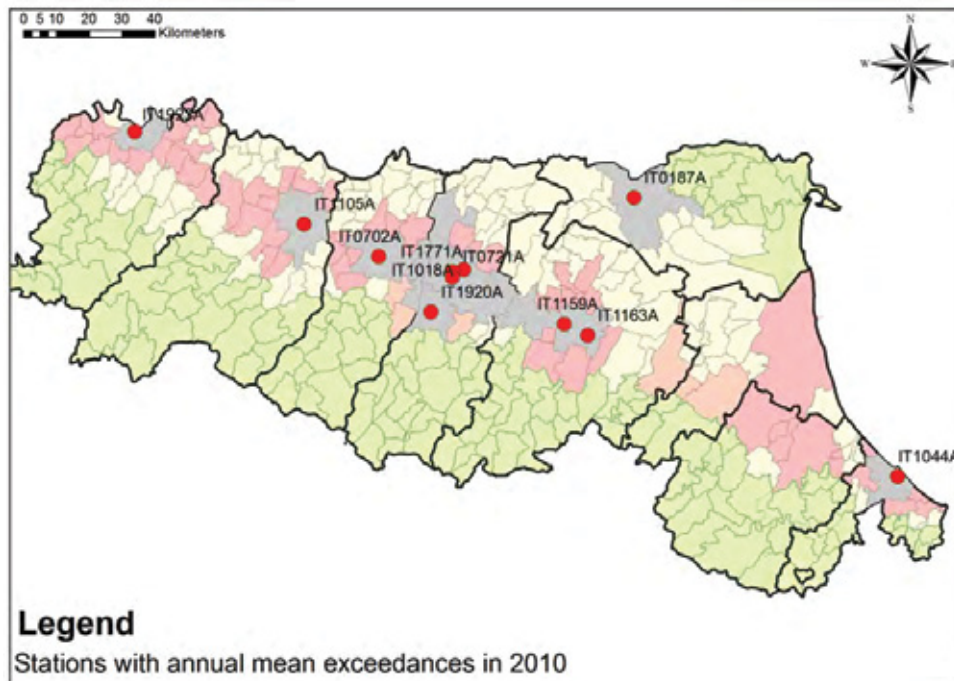 0 5 10 20 30 40
Kilometers
N
W
S
IT0187A
IT1105A
IT0702A
IT1771A
IT0721A
IT1018A
IT1920A
IT1159A
IT1163A
IT1044A
Legend
Stations with annual mean exceedances in 2010